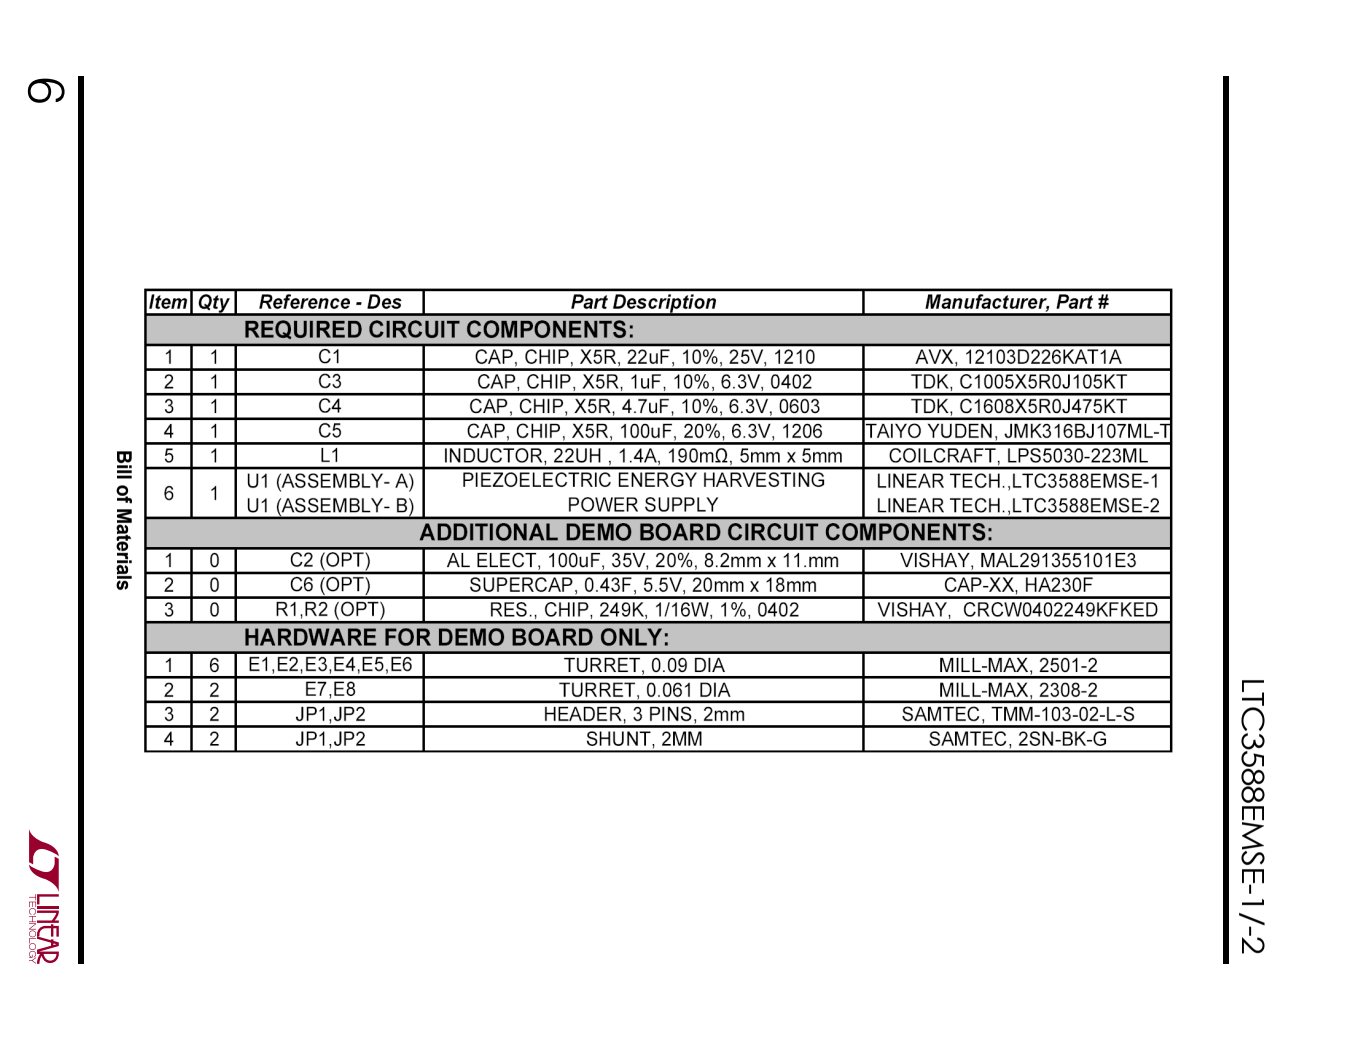 LTC3588EMSE-1/-2
Bill of Materials
Item Qty Reference - Des Part Description Manufacturer, Part #
REQUIRED CIRCUIT COMPONENTS:
1 1 C1 CAP, CHIP, X5R, 22uF, 10%, 25V, 1210 AVX, 12103D226KAT1A
2 1 C3 CAP, CHIP, X5R, 1uF, 10%, 6.3V, 0402 TDK, C1005X5R0J105KT
3 1 C4 CAP, CHIP, X5R, 4.7uF, 10%, 6.3V, 0603 TDK, C1608X5R0J475KT
4 1 C5 CAP, CHIP, X5R, 100uF, 20%, 6.3V, 1206 TAIYO YUDEN, JMK316BJ107ML-T
5 1 L1 INDUCTOR, 22UH , 1.4A, 190mΩ, 5mm x 5mm COILCRAFT, LPS5030-223ML
6 1 U1 (ASSEMBLY- A) PIEZOELECTRIC ENERGY HARVESTING LINEAR TECH.,LTC3588EMSE-1
U1 (ASSEMBLY- B) POWER SUPPLY LINEAR TECH.,LTC3588EMSE-2
ADDITIONAL DEMO BOARD CIRCUIT COMPONENTS:
1 0 C2 (OPT) AL ELECT, 100uF, 35V, 20%, 8.2mm x 11.mm VISHAY, MAL291355101E3
2 0 C6 (OPT) SUPERCAP, 0.43F, 5.5V, 20mm x 18mm CAP-XX, HA230F
3 0 R1,R2 (OPT) RES., CHIP, 249K, 1/16W, 1%, 0402 VISHAY, CRCW0402249KFKED
HARDWARE FOR DEMO BOARD ONLY:
1 6 E1,E2,E3,E4,E5,E6 TURRET, 0.09 DIA MILL-MAX, 2501-2
2 2 E7,E8 TURRET, 0.061 DIA MILL-MAX, 2308-2
3 2 JP1,JP2 HEADER, 3 PINS, 2mm SAMTEC, TMM-103-02-L-S
4 2 JP1,JP2 SHUNT, 2MM SAMTEC, 2SN-BK-G
6
LINEAR
TECHNOLOGY